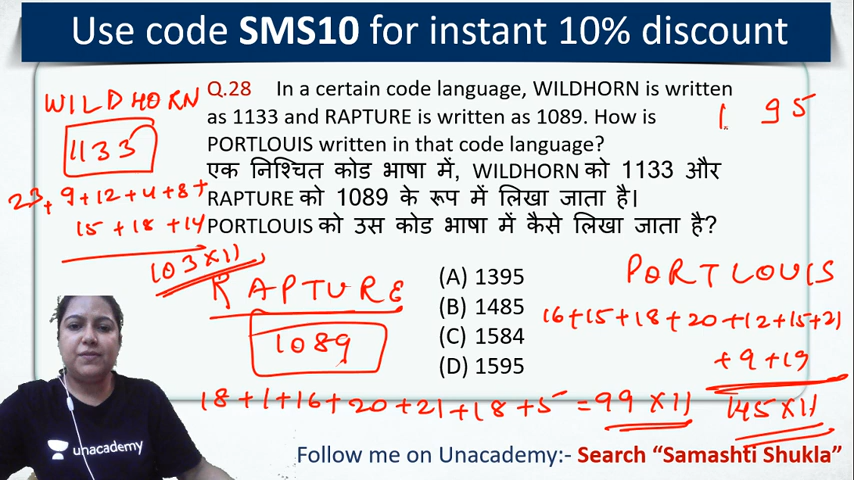 Use code SMS10 for instant 10% discount
WILDHORN
1133
23+9+12+4+8+
15+18+14
103×11
Q.28 In a certain code language, WILDHORN is written
as 1133 and RAPTURE is written as 1089. How is
PORTLOUIS written in that code language?
एक निश्चित कोड भाषा में, WILDHORN को 1133 और
RAPTURE को 1089 के रूप में लिखा जाता है।
PORTLOUIS को उस कोड भाषा में कैसे लिखा जाता है?
1 95
RAPTURE
1089
18+1+16+20+21+18+5=99×11
(A) 1395
(B) 1485
(C) 1584
(D) 1595
PORTLOUIS
16+15+18+20+12+15+21
+9+19
145×11
unacademy
Follow me on Unacademy:- Search “Samashti Shukla”